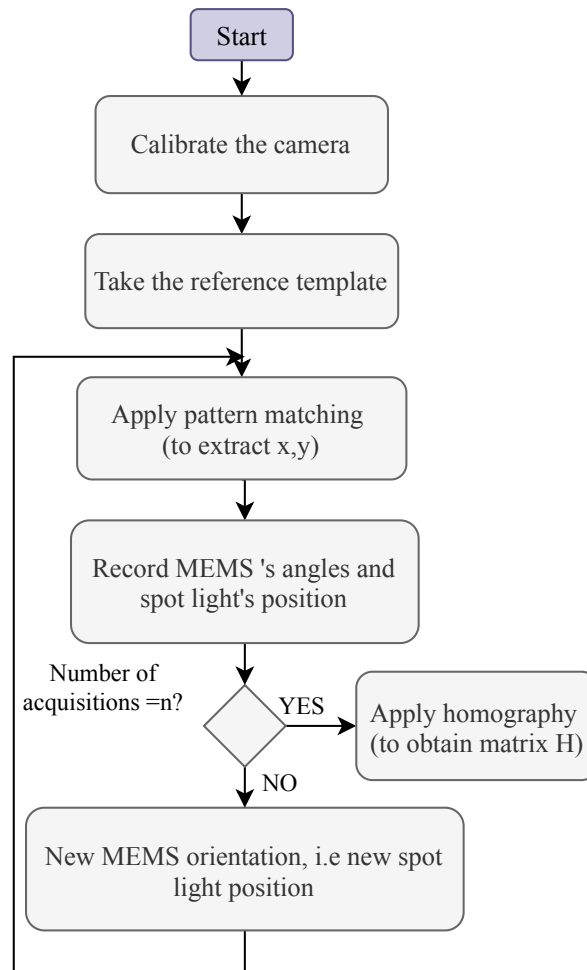 Start
Calibrate the camera
Take the reference template
Apply pattern matching
(to extract x,y)
Record MEMS 's angles and
spot light's position
Number of
acquisitions =n?
YES
Apply homography
(to obtain matrix H)
NO
New MEMS orientation, i.e new spot
light position